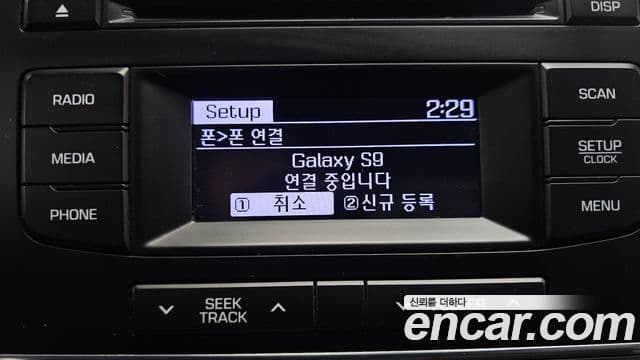 DISP
RADIO
MEDIA
PHONE
Setup 2:29
폰>폰 연결
Galaxy S9
연결 중입니다
① 취소 ②신규 등록
SCAN
SETUP
CLOCK
MENU
SEEK
TRACK
신뢰를 더하다
encar.com